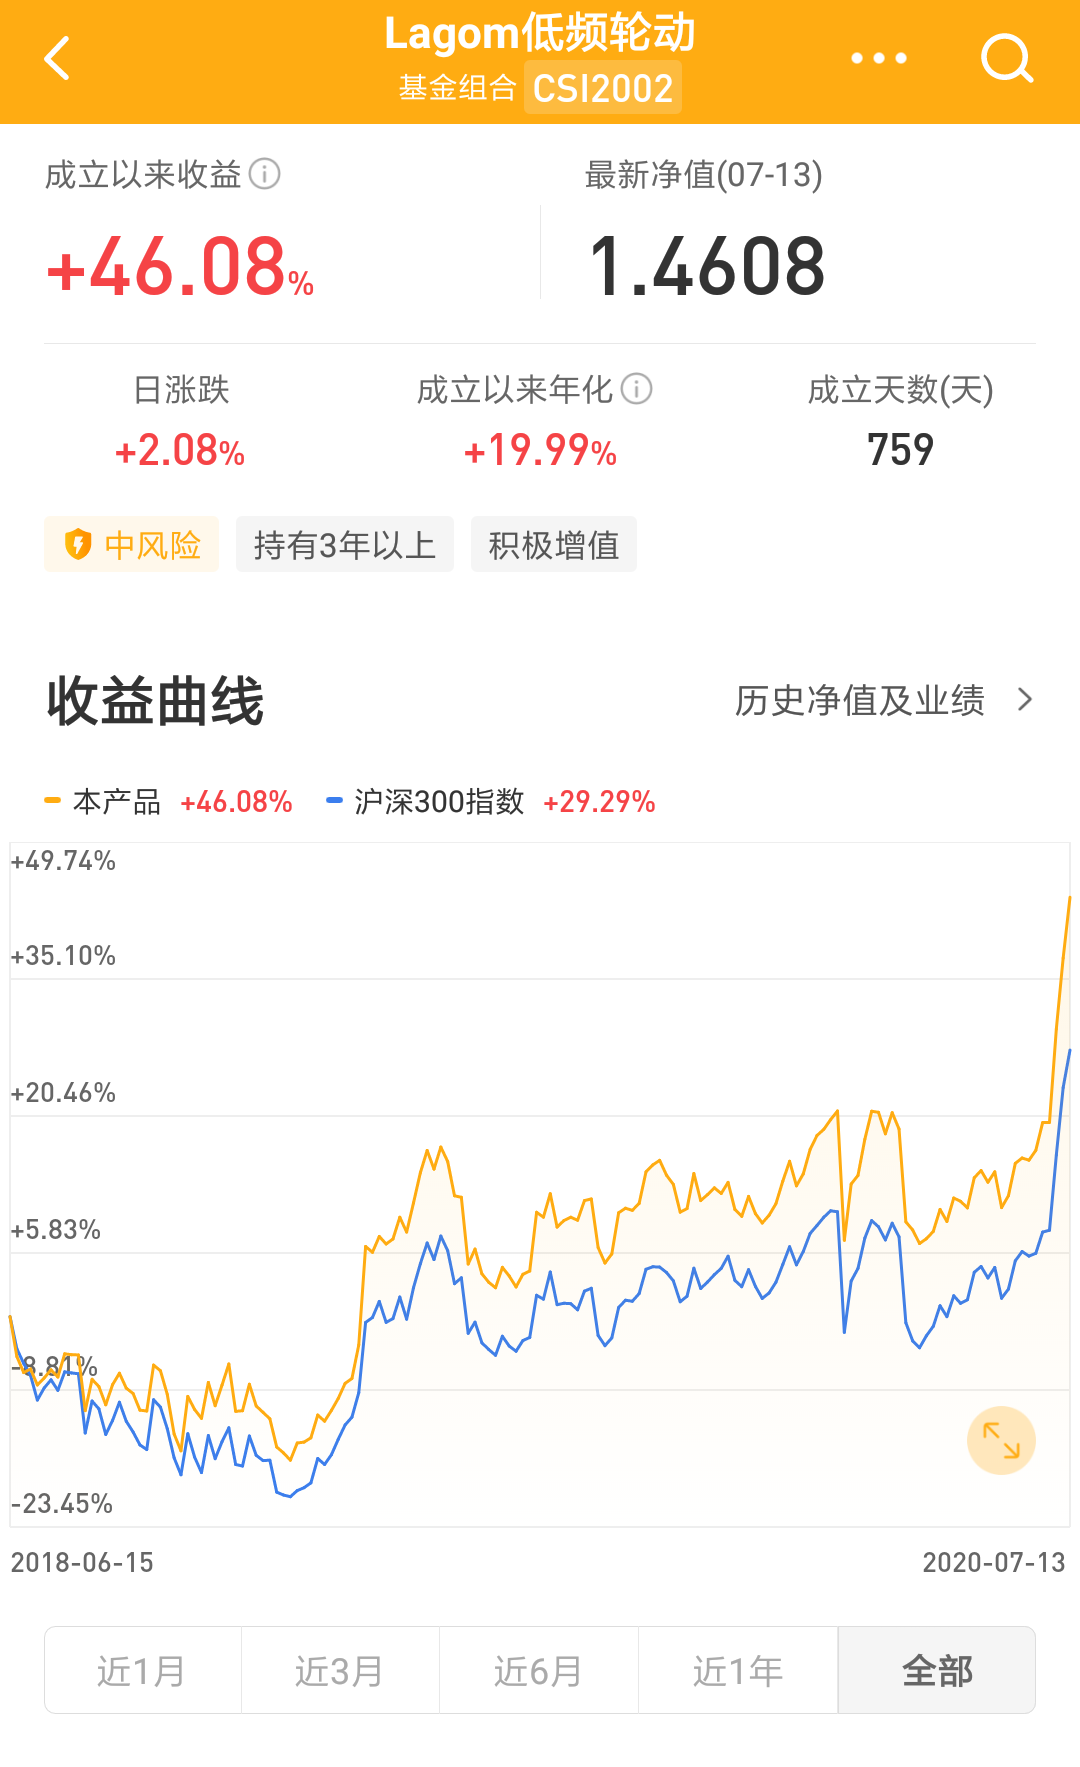 Lagom低频轮动
基金组合 CSI2002
成立以来收益 最新净值(07-13)
+46.08% 1.4608
日涨跌 成立以来年化 成立天数(天)
+2.08% +19.99% 759
中风险 持有3年以上 积极增值
收益曲线 历史净值及业绩
本产品 +46.08% 沪深300指数 +29.29%
+49.74%
+35.10%
+20.46%
+5.83%
-8.81%
-23.45%
2018-06-15 2020-07-13
近1月 近3月 近6月 近1年 全部